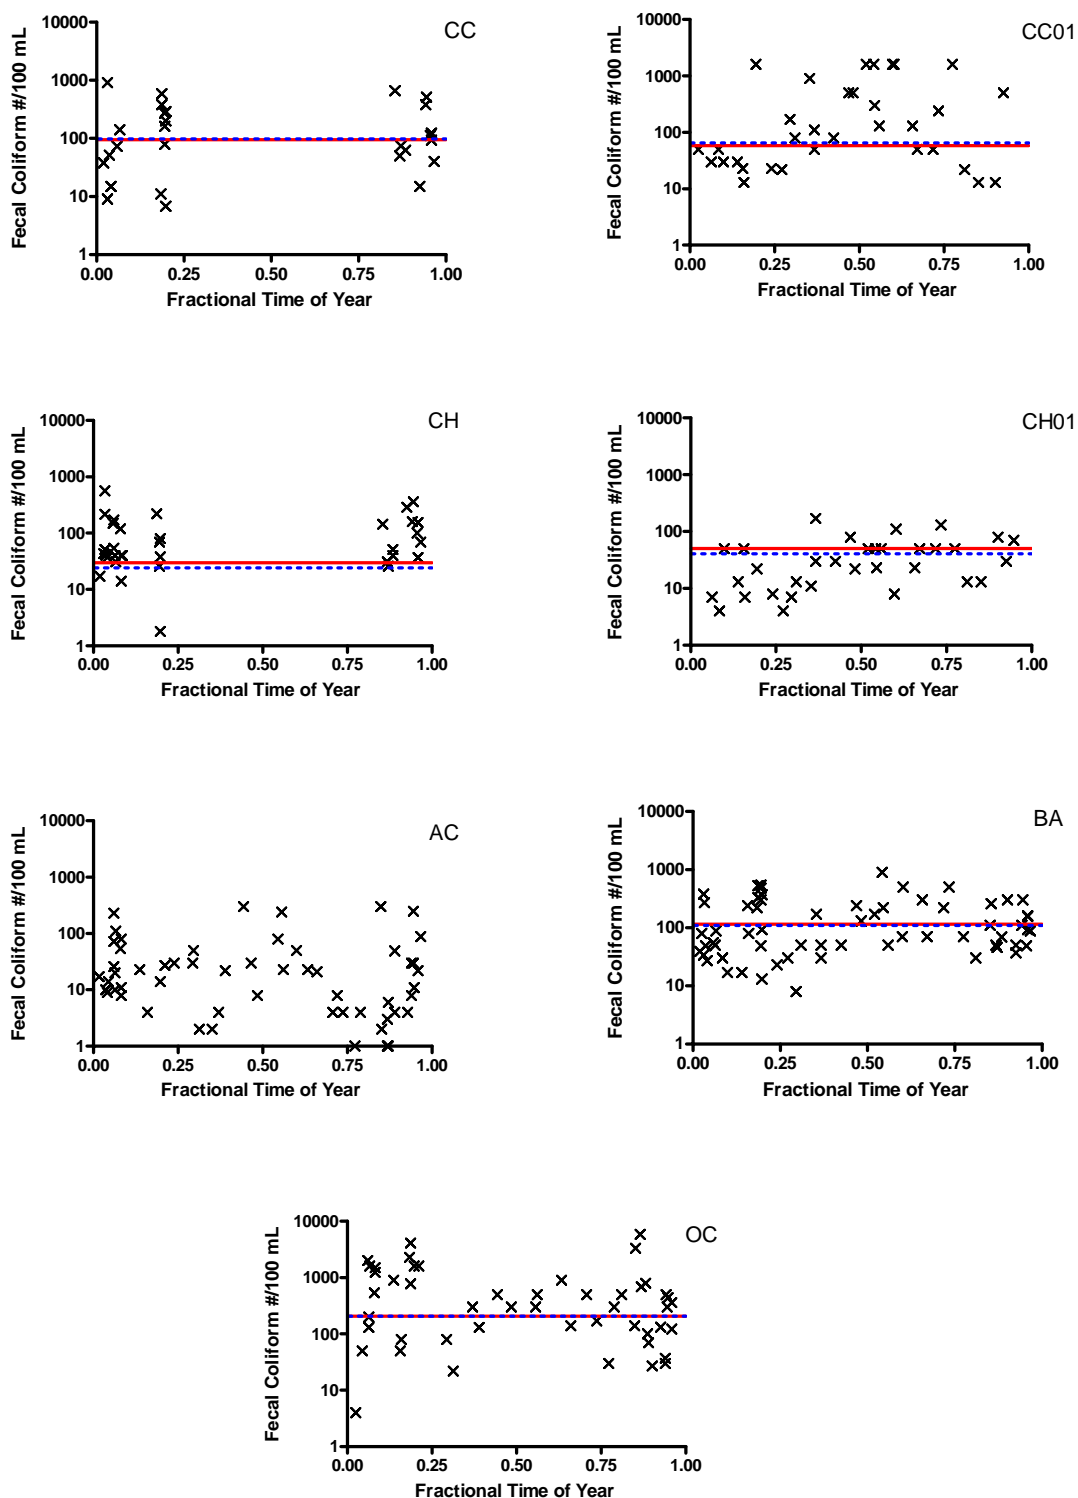 CC
Fecal Coliform #/100 mL
10000
1000
100
10
1
0.00 0.25 0.50 0.75 1.00
Fractional Time of Year
CC01
Fecal Coliform #/100 mL
10000
1000
100
10
1
0.00 0.25 0.50 0.75 1.00
Fractional Time of Year
CH
Fecal Coliform #/100 mL
10000
1000
100
10
1
0.00 0.25 0.50 0.75 1.00
Fractional Time of Year
CH01
Fecal Coliform #/100 mL
10000
1000
100
10
1
0.00 0.25 0.50 0.75 1.00
Fractional Time of Year
AC
Fecal Coliform #/100 mL
10000
1000
100
10
1
0.00 0.25 0.50 0.75 1.00
Fractional Time of Year
BA
Fecal Coliform #/100 mL
10000
1000
100
10
1
0.00 0.25 0.50 0.75 1.00
Fractional Time of Year
OC
Fecal Coliform #/100 mL
10000
1000
100
10
1
0.00 0.25 0.50 0.75 1.00
Fractional Time of Year